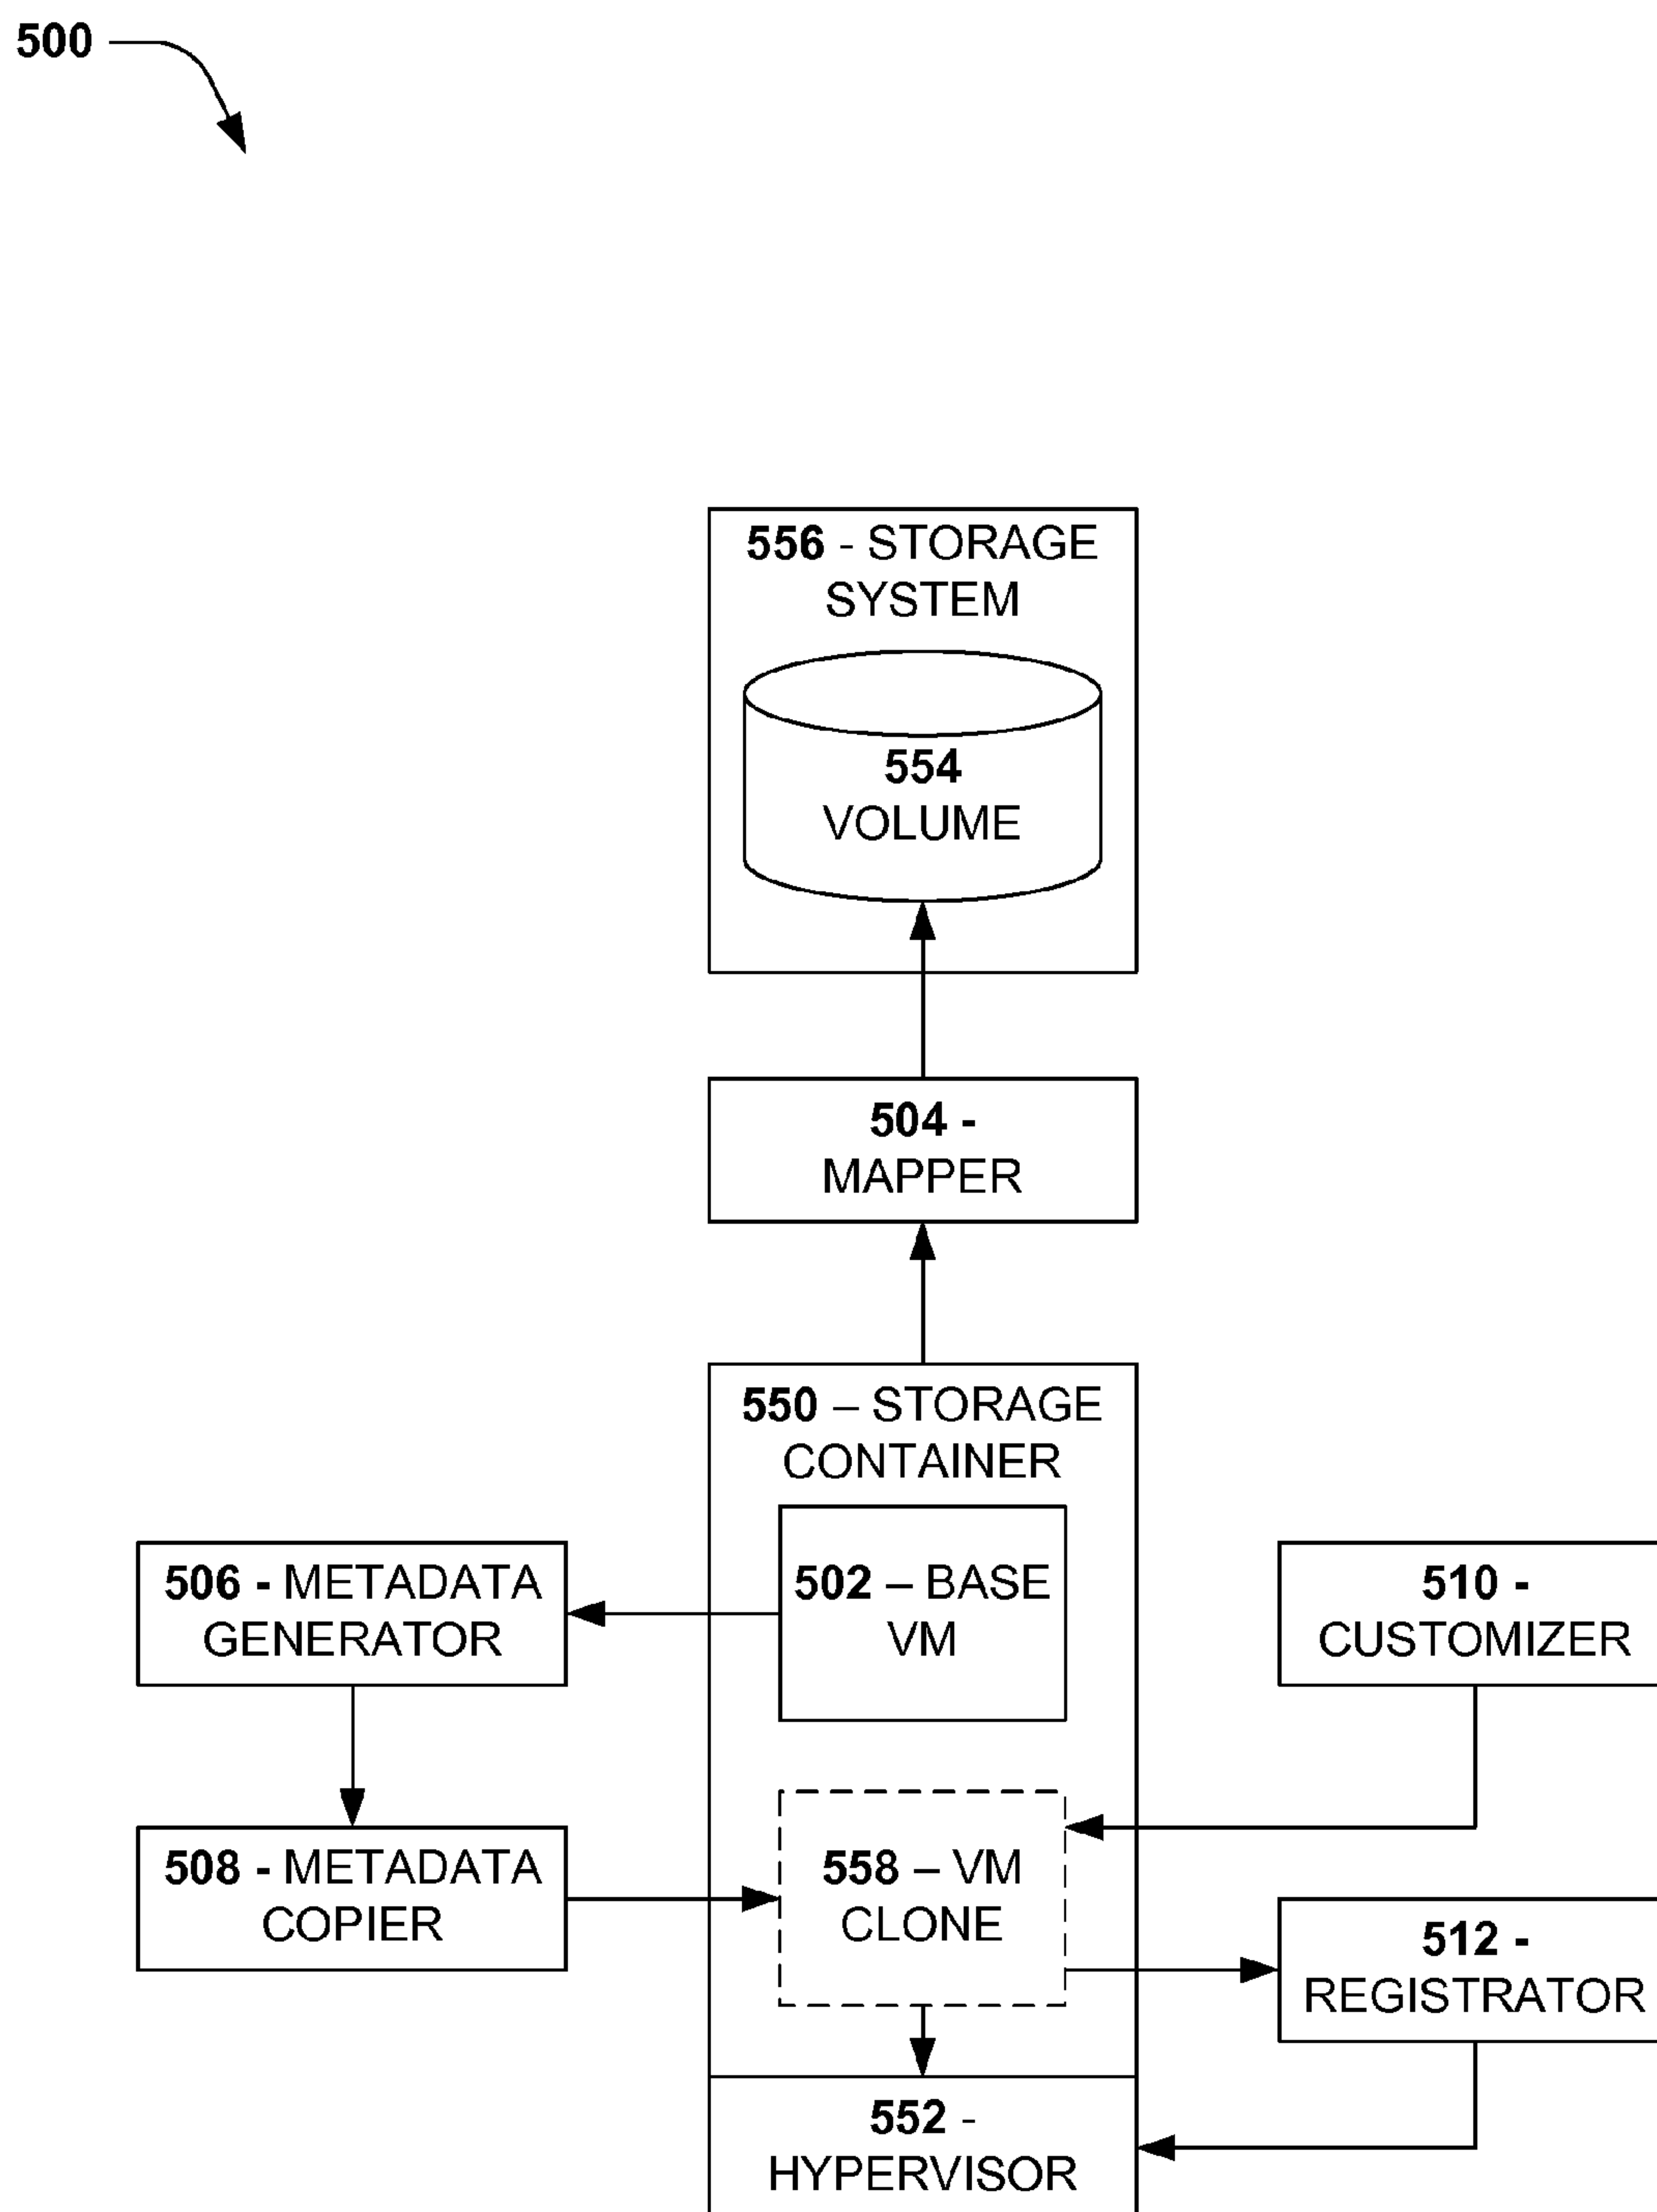 500
556 - STORAGE
SYSTEM
554
VOLUME
504 -
MAPPER
550 – STORAGE
CONTAINER
506 - METADATA
GENERATOR
502 – BASE
VM
510 -
CUSTOMIZER
508 - METADATA
COPIER
558 – VM
CLONE
512 -
REGISTRATOR
552 -
HYPERVISOR